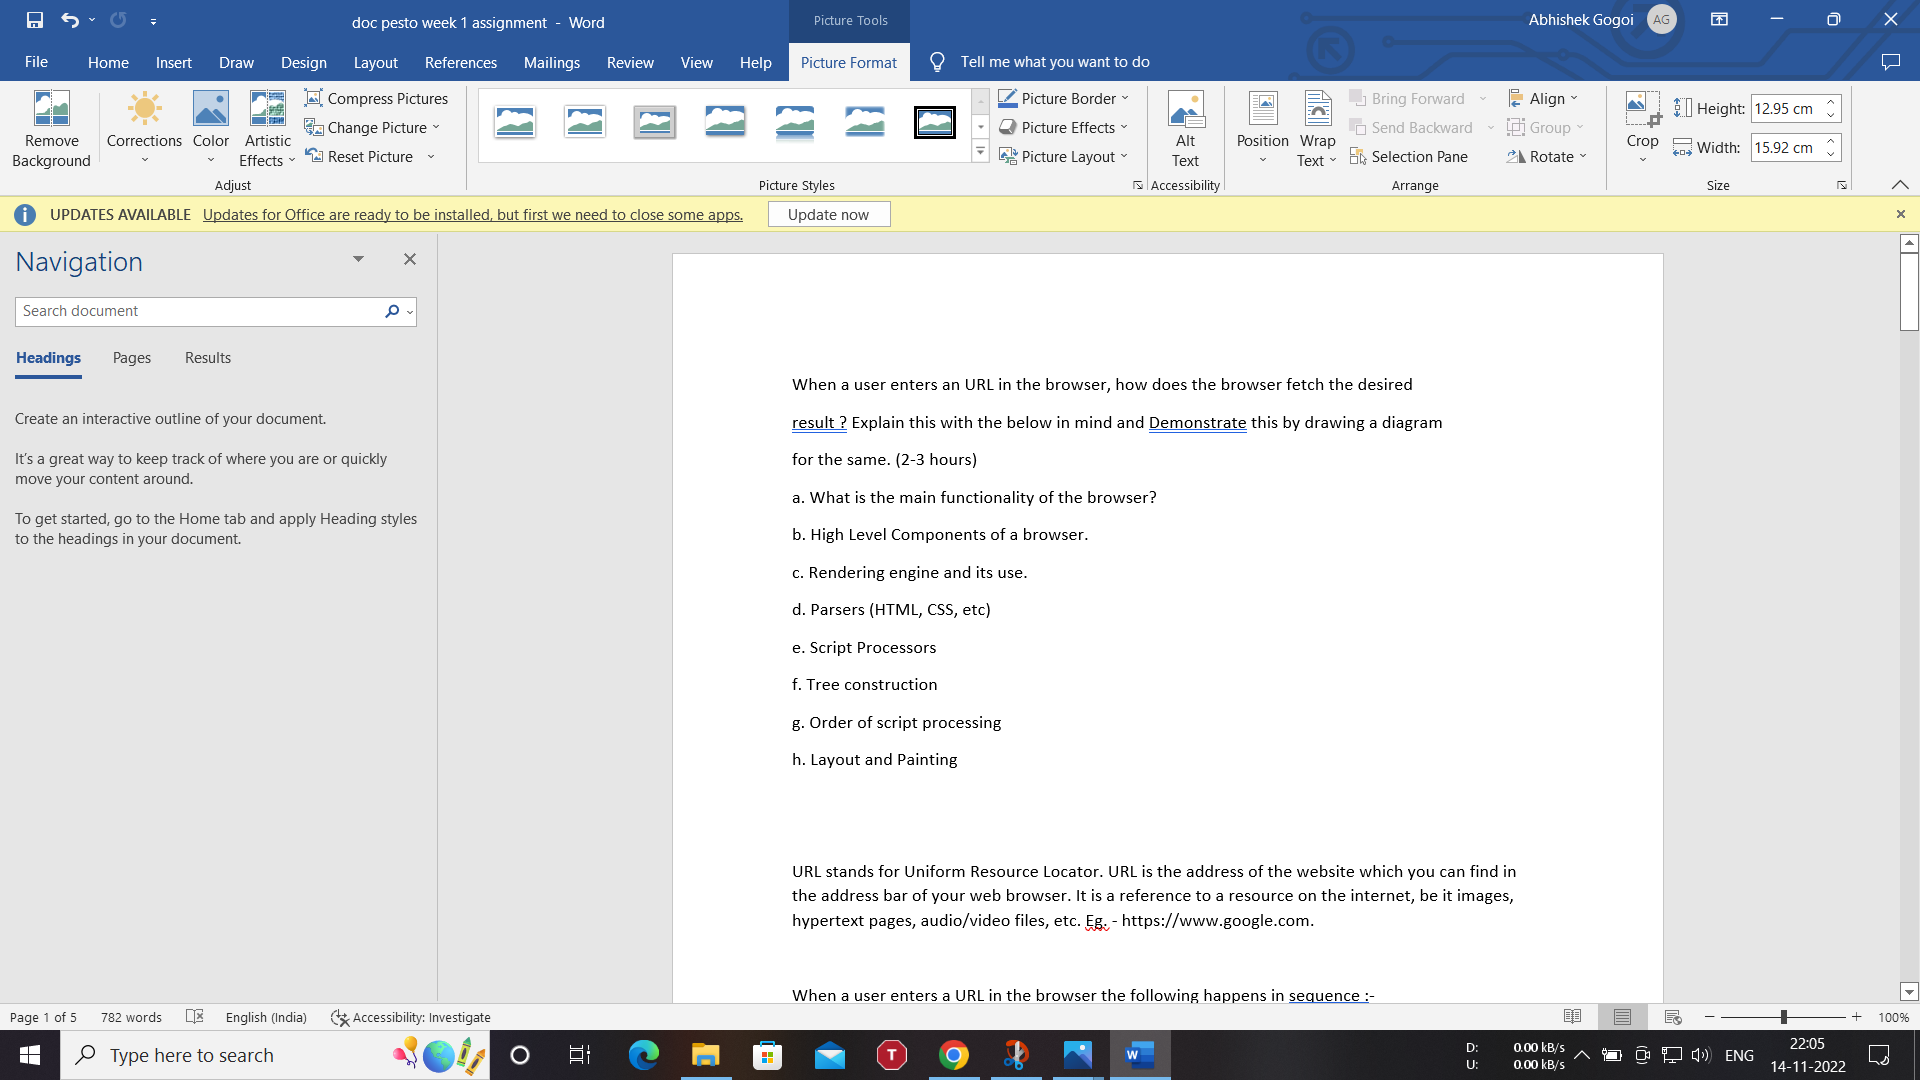 doc pesto week 1 assignment - Word
Picture Tools
Abhishek Gogoi AG
File Home Insert Draw Design Layout References Mailings Review View Help Picture Format Tell me what you want to do
Remove Background
Corrections
Color
Artistic Effects
Compress Pictures
Change Picture
Reset Picture
Adjust
Picture Styles
Picture Border
Picture Effects
Picture Layout
Alt Text
Accessibility
Position
Wrap Text
Bring Forward
Send Backward
Selection Pane
Align
Group
Rotate
Arrange
Crop
Height: 12.95 cm
Width: 15.92 cm
Size
UPDATES AVAILABLE Updates for Office are ready to be installed, but first we need to close some apps. Update now
Navigation
Search document
Headings Pages Results
Create an interactive outline of your document.
It's a great way to keep track of where you are or quickly
move your content around.
To get started, go to the Home tab and apply Heading styles
to the headings in your document.
When a user enters an URL in the browser, how does the browser fetch the desired
result ? Explain this with the below in mind and Demonstrate this by drawing a diagram
for the same. (2-3 hours)
a. What is the main functionality of the browser?
b. High Level Components of a browser.
c. Rendering engine and its use.
d. Parsers (HTML, CSS, etc)
e. Script Processors
f. Tree construction
g. Order of script processing
h. Layout and Painting
URL stands for Uniform Resource Locator. URL is the address of the website which you can find in
the address bar of your web browser. It is a reference to a resource on the internet, be it images,
hypertext pages, audio/video files, etc. Eg. - https://www.google.com.
When a user enters a URL in the browser the following happens in sequence :-
Page 1 of 5 782 words English (India) Accessibility: Investigate 100%
Type here to search
T
W
D: 0.00 kB/s
U: 0.00 kB/s
ENG
22:05
14-11-2022